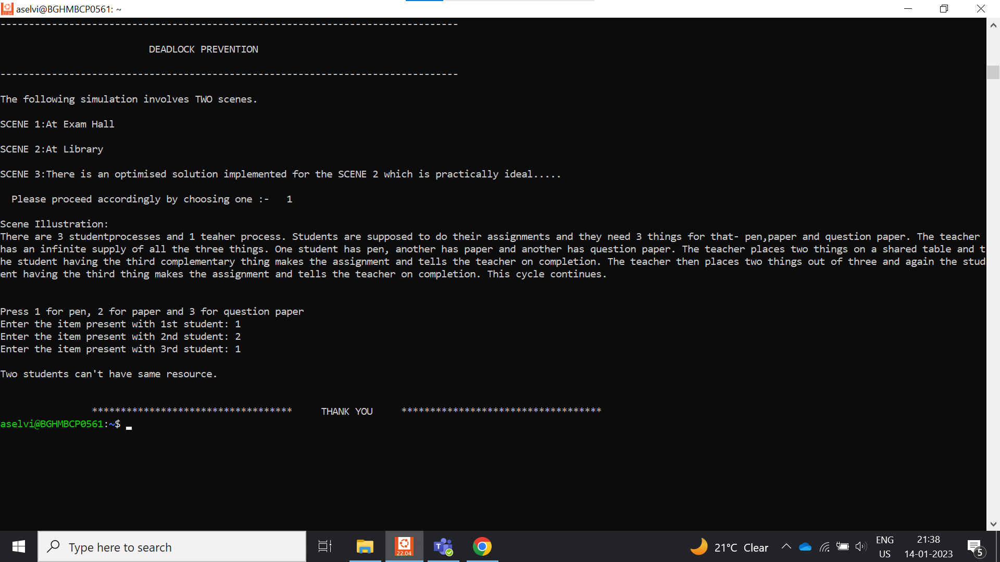 aselvi@BGHMBCP0561: ~
--------------------------------------------------------------------------------
DEADLOCK PREVENTION
--------------------------------------------------------------------------------
The following simulation involves TWO scenes.
SCENE 1:At Exam Hall
SCENE 2:At Library
SCENE 3:There is an optimised solution implemented for the SCENE 2 which is practically ideal.....
Please proceed accordingly by choosing one :-   1
Scene Illustration:
There are 3 studentprocesses and 1 teaher process. Students are supposed to do their assignments and they need 3 things for that- pen,paper and question paper. The teacher
has an infinite supply of all the three things. One student has pen, another has paper and another has question paper. The teacher places two things on a shared table and t
he student having the third complementary thing makes the assignment and tells the teacher on completion. The teacher then places two things out of three and again the stud
ent having the third thing makes the assignment and tells the teacher on completion. This cycle continues.
Press 1 for pen, 2 for paper and 3 for question paper
Enter the item present with 1st student: 1
Enter the item present with 2nd student: 2
Enter the item present with 3rd student: 1
Two students can't have same resource.
***********************************     THANK YOU     ***********************************
aselvi@BGHMBCP0561:~$
Type here to search
22.04
T
21°C Clear
ENG
US
21:38
14-01-2023
5